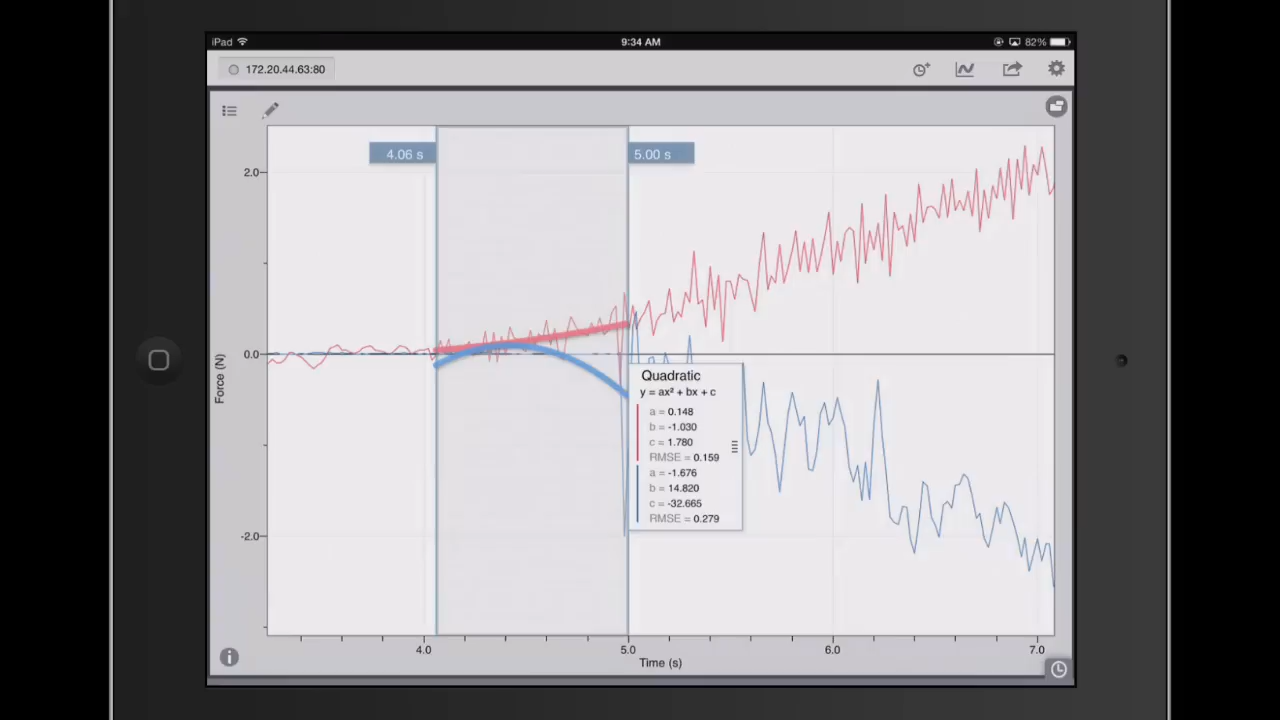 iPad 9:34 AM 82%
172.20.44.63:80
4.06 s 5.00 s
2.0
0.0
-2.0
Force (N)
Quadratic
y = ax² + bx + c
a = 0.148
b = -1.030
c = 1.780
RMSE = 0.159
a = -1.676
b = 14.820
c = -32.665
RMSE = 0.279
4.0 5.0 6.0 7.0
Time (s)